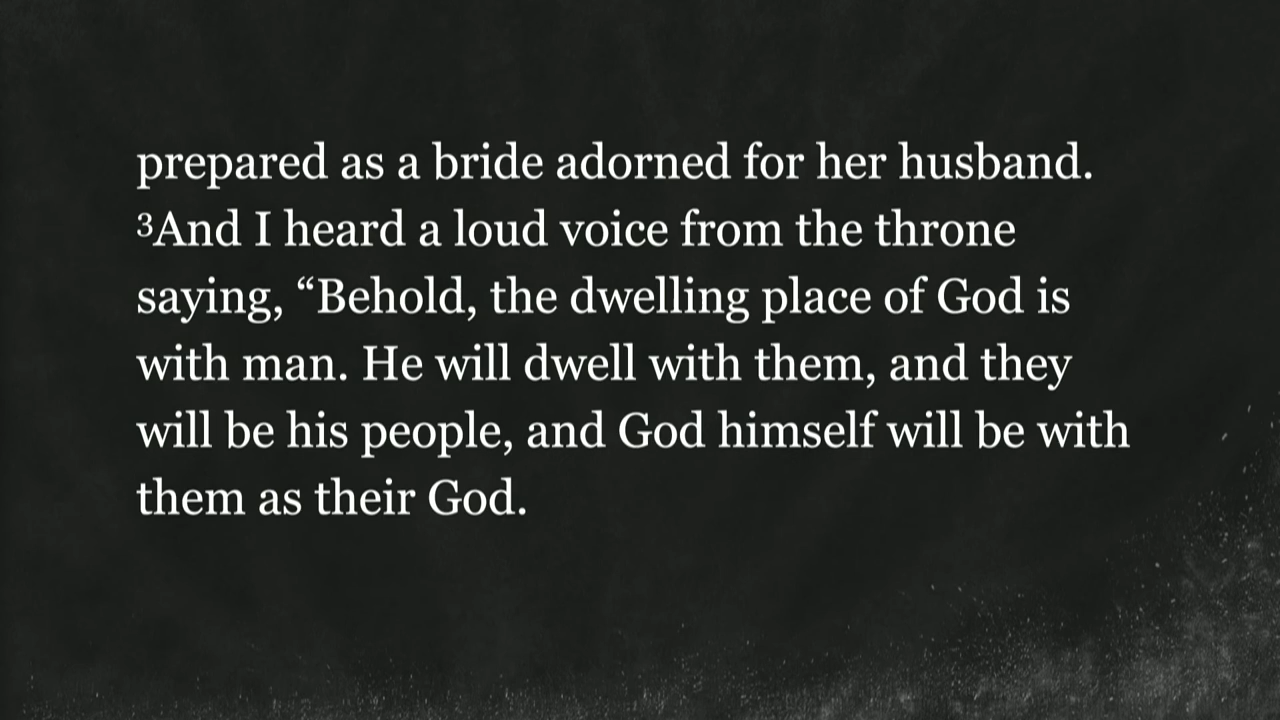 prepared as a bride adorned for her husband.
³And I heard a loud voice from the throne
saying, “Behold, the dwelling place of God is
with man. He will dwell with them, and they
will be his people, and God himself will be with
them as their God.